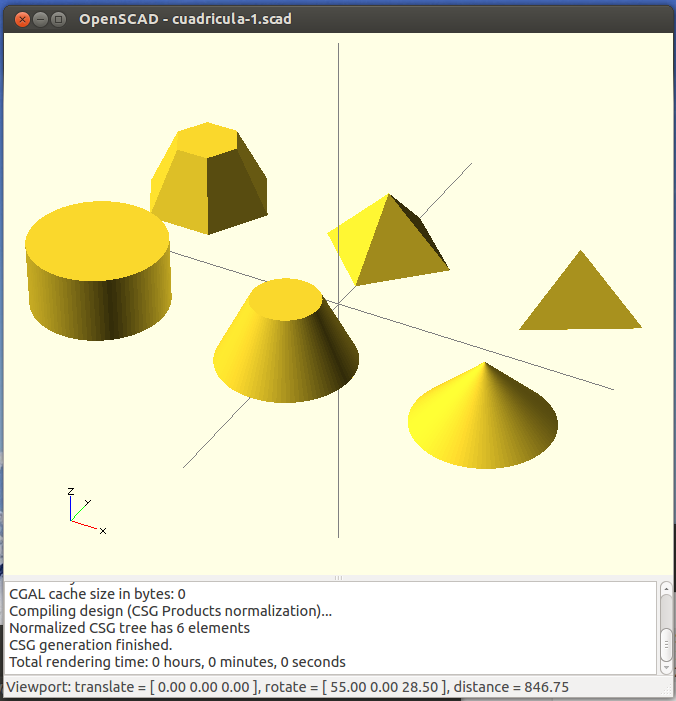 OpenSCAD - cuadricula-1.scad
Z
Y
X
CGAL cache size in bytes: 0
Compiling design (CSG Products normalization)...
Normalized CSG tree has 6 elements
CSG generation finished.
Total rendering time: 0 hours, 0 minutes, 0 seconds
Viewport: translate = [ 0.00 0.00 0.00 ], rotate = [ 55.00 0.00 28.50 ], distance = 846.75